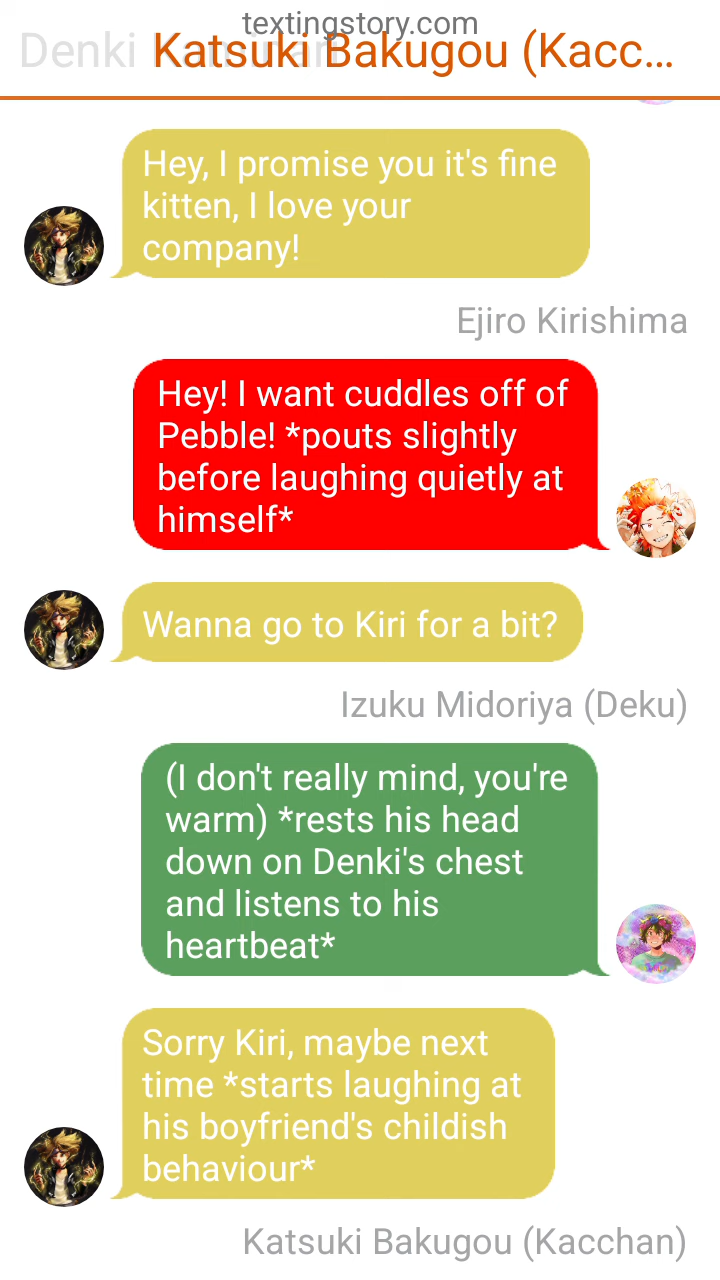 textingstory.com
Denki
Katsuki Bakugou (Kacc...
Hey, I promise you it's fine
kitten, I love your
company!
Ejiro Kirishima
Hey! I want cuddles off of
Pebble! *pouts slightly
before laughing quietly at
himself*
Wanna go to Kiri for a bit?
Izuku Midoriya (Deku)
(I don't really mind, you're
warm) *rests his head
down on Denki's chest
and listens to his
heartbeat*
Sorry Kiri, maybe next
time *starts laughing at
his boyfriend's childish
behaviour*
Katsuki Bakugou (Kacchan)